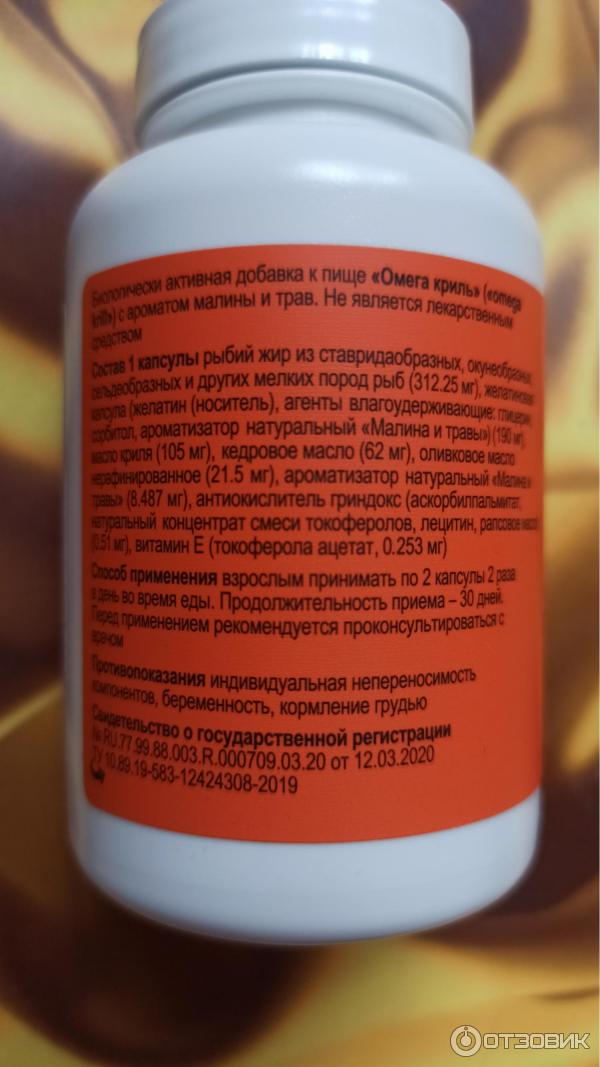 Биологически активная добавка к пище «Омега криль» («omega
krill») с ароматом малины и трав. Не является лекарственным
средством
Состав 1 капсулы рыбий жир из ставридаобразных, окунеобразных,
сельдеобразных и других мелких пород рыб (312.25 мг), желатиновая
капсула (желатин (носитель), агенты влагоудерживающие: глицерин,
сорбитол, ароматизатор натуральный «Малина и травы») (190 мг),
масло криля (105 мг), кедровое масло (62 мг), оливковое масло
нерафинированное (21.5 мг), ароматизатор натуральный «Малина и
травы» (8.487 мг), антиокислитель гриндокс (аскорбилпальмитат,
натуральный концентрат смеси токоферолов, лецитин, рапсовое масло)
(0.51 мг), витамин Е (токоферола ацетат, 0.253 мг)
Способ применения взрослым принимать по 2 капсулы 2 раза
в день во время еды. Продолжительность приема – 30 дней.
Перед применением рекомендуется проконсультироваться с
врачом
Противопоказания индивидуальная непереносимость
компонентов, беременность, кормление грудью
Свидетельство о государственной регистрации
№ RU.77.99.88.003.R.000709.03.20 от 12.03.2020
ТУ 10.89.19-583-12424308-2019
ОТЗОВИК